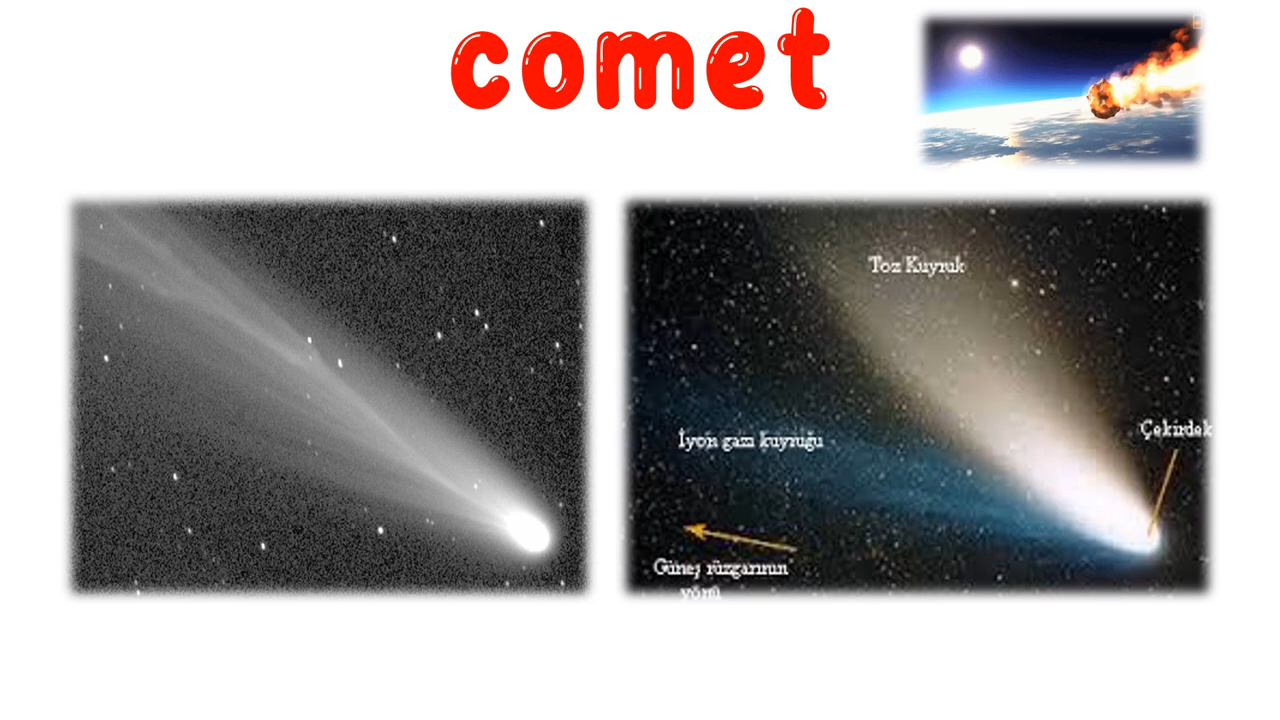 comet
Toz Kuyruk
Çekirdek
İyon gazı kuyruğu
Güneş rüzgarının
yönü